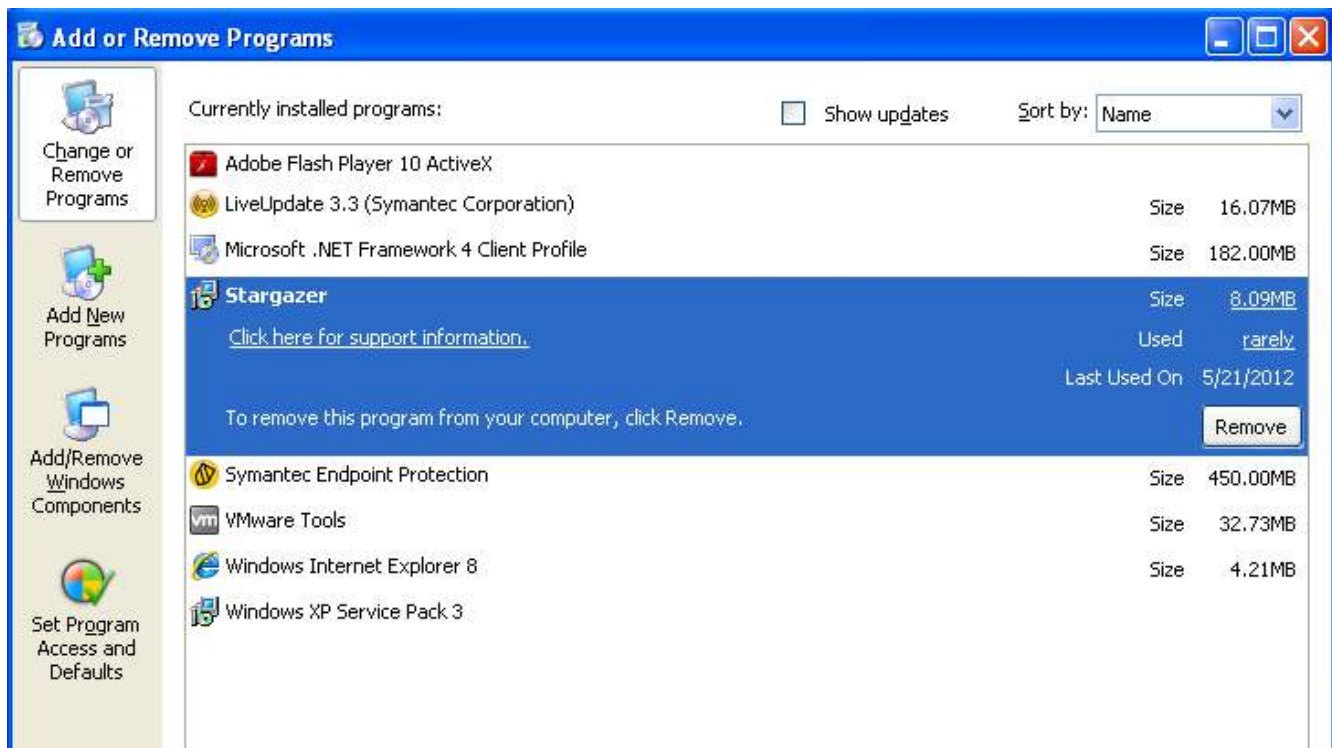 Add or Remove Programs
Change or
Remove
Programs
Add New
Programs
Add/Remove
Windows
Components
Set Program
Access and
Defaults
Currently installed programs:
Show updates
Sort by: Name
Adobe Flash Player 10 ActiveX
LiveUpdate 3.3 (Symantec Corporation) Size 16.07MB
Microsoft .NET Framework 4 Client Profile Size 182.00MB
Stargazer Size 8.09MB
Click here for support information. Used rarely
Last Used On 5/21/2012
To remove this program from your computer, click Remove. Remove
Symantec Endpoint Protection Size 450.00MB
vm VMware Tools Size 32.73MB
Windows Internet Explorer 8 Size 4.21MB
Windows XP Service Pack 3